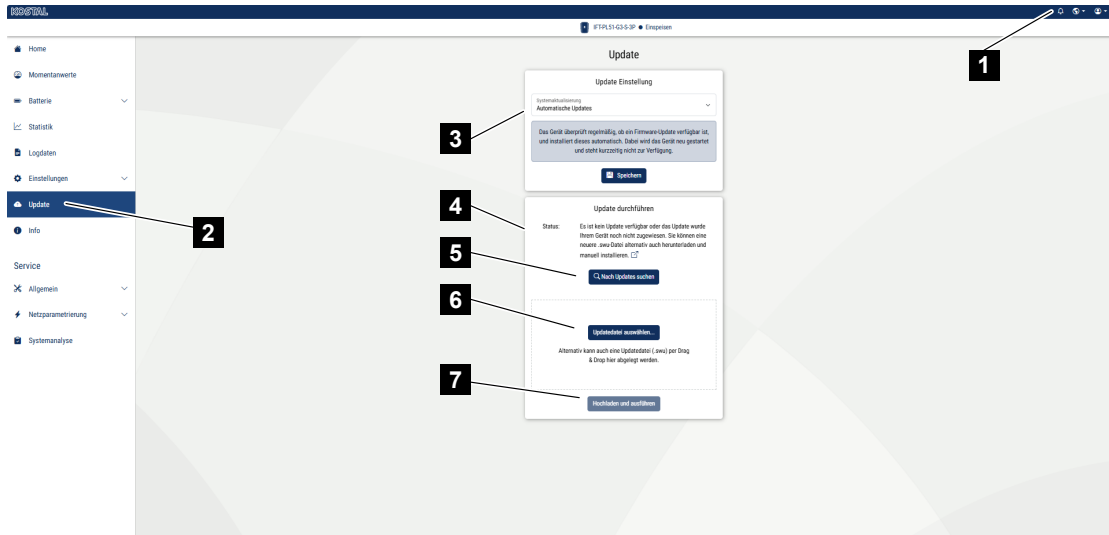 KOSTAL
IFT-PL51-G3-S-3P ● Einspeisen
1
Home
Momentanwerte
Batterie
Statistik
Logdaten
Einstellungen
Update
Info
2
Service
Allgemein
Netzparametrierung
Systemanalyse
Update
Update Einstellung
Systemaktualisierung
Automatische Updates
3
Das Gerät überprüft regelmäßig, ob ein Firmware-Update verfügbar ist,
und installiert dieses automatisch. Dabei wird das Gerät neu gestartet
und steht kurzzeitig nicht zur Verfügung.
Speichern
4
Update durchführen
Status: Es ist kein Update verfügbar oder das Update wurde
Ihrem Gerät noch nicht zugewiesen. Sie können eine
neuere .swu-Datei alternativ auch herunterladen und
manuell installieren.
5
Nach Updates suchen
6
Updatedatei auswählen...
Alternativ kann auch eine Updatedatei (.swu) per Drag
& Drop hier abgelegt werden.
7
Hochladen und ausführen